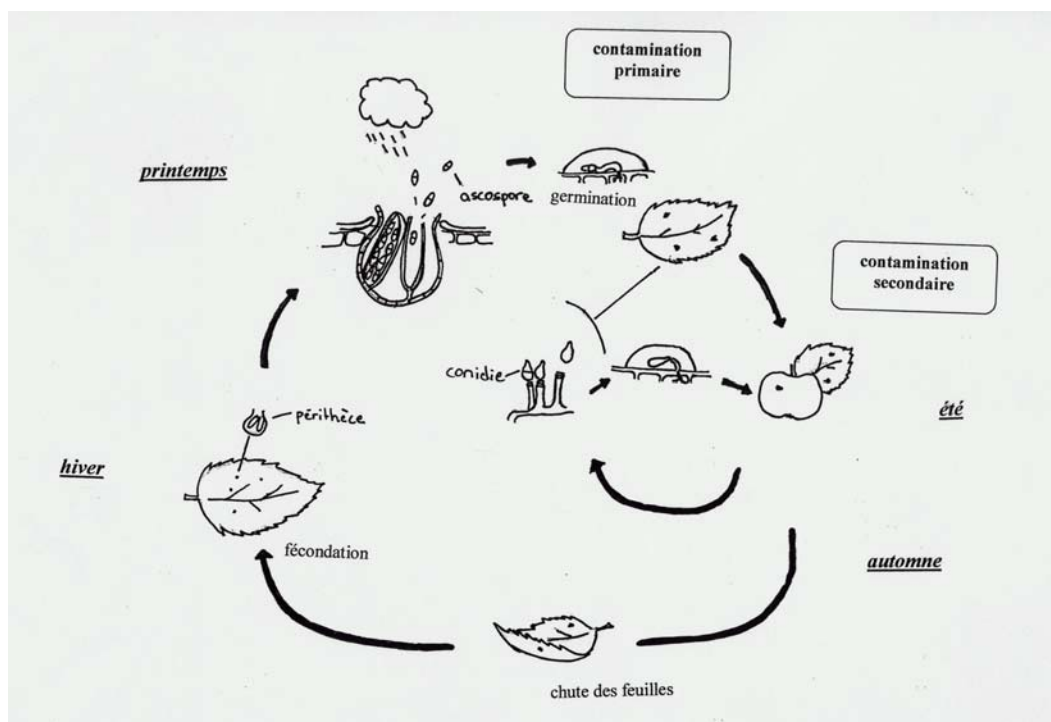 contamination
primaire
printemps
ascospore
germination
contamination
secondaire
conidie
périthèce
été
hiver
fécondation
automne
chute des feuilles